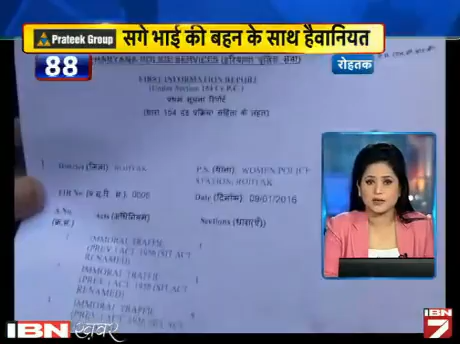 Prateek Group
सगे भाई की बहन के साथ हैवानियत
88
रोहतक
HARYANA POLICE SERVICES (हरियाणा पुलिस सेवा)
FIRST INFORMATION REPORT
(Under Section 154 Cr.P.C.)
प्रथम सूचना रिपोर्ट
(धारा 154 दंड प्रक्रिया संहिता के तहत)
(जिला): ROHTAK
P.S. (थाना): WOMEN POLICE
STATION, ROHTAK
FIR No. 0006
Date (दिनांक): 09/01/2016
S.No.
Acts (अधिनियम)
Sections (धारा(एँ))
IMMORAL TRAFFIC
(PREV.) ACT 1956 (SIT ACT
RENAMED)
IMMORAL TRAFFIC
(PREV.) ACT 1956 (SIT ACT
RENAMED)
IMMORAL TRAFFIC
IBN ख़बर
IBN
7